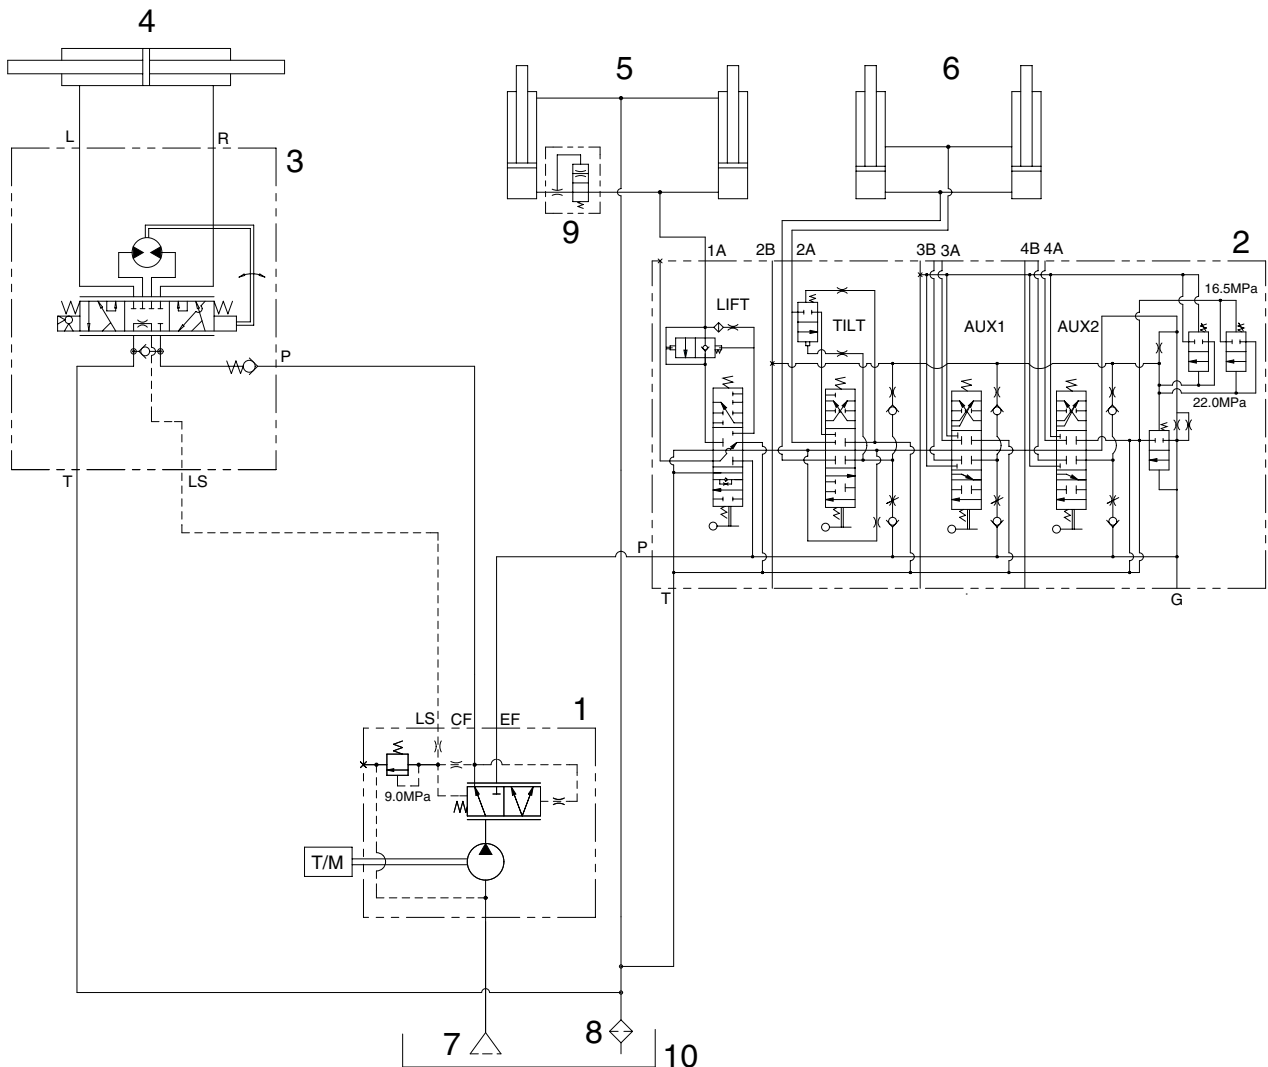 4
5
6
L
R
3
9
1A
2B
2A
3B
3A
4B
4A
2
LIFT
TILT
AUX1
AUX2
16.5MPa
22.0MPa
P
T
LS
P
T
G
LS
CF
EF
1
9.0MPa
T/M
7
8
10